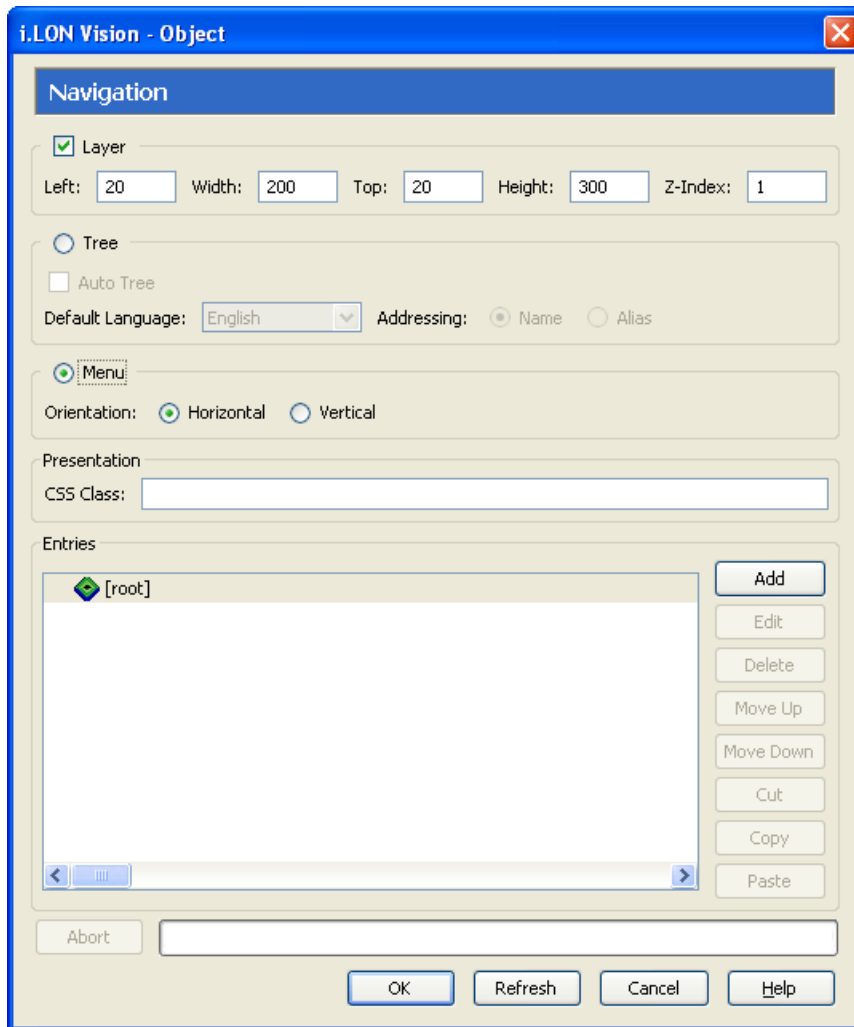 i.LON Vision - Object
Navigation
Layer
Left: 20 Width: 200 Top: 20 Height: 300 Z-Index: 1
Tree
Auto Tree
Default Language: English Addressing: Name Alias
Menu
Orientation: Horizontal Vertical
Presentation
CSS Class:
Entries
[root]
Add
Edit
Delete
Move Up
Move Down
Cut
Copy
Paste
Abort
OK Refresh Cancel Help